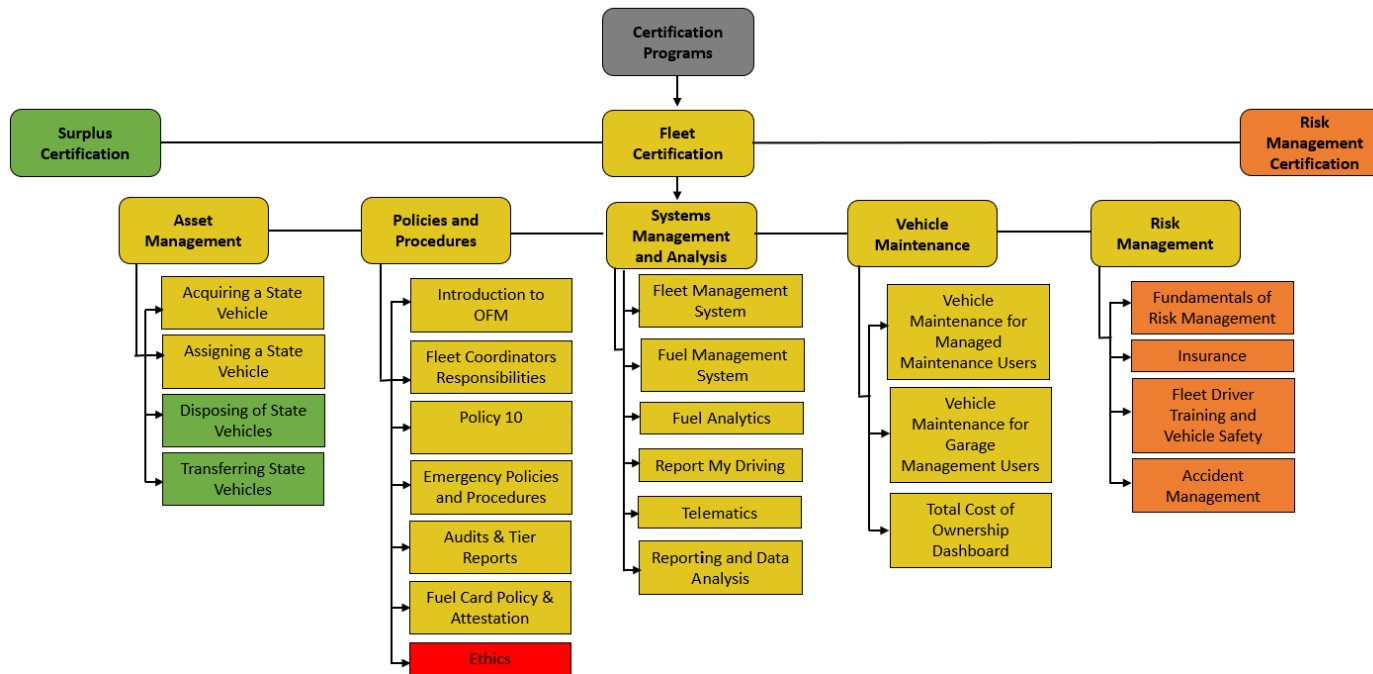 Certification
Programs
Surplus
Certification
Fleet
Certification
Risk
Management
Certification
Asset
Management
Policies and
Procedures
Systems
Management
and Analysis
Vehicle
Maintenance
Risk
Management
Acquiring a State
Vehicle
Assigning a State
Vehicle
Disposing of State
Vehicles
Transferring State
Vehicles
Introduction to
OFM
Fleet Coordinators
Responsibilities
Policy 10
Emergency Policies
and Procedures
Audits & Tier
Reports
Fuel Card Policy &
Attestation
Ethics
Fleet Management
System
Fuel Management
System
Fuel Analytics
Report My Driving
Telematics
Reporting and Data
Analysis
Vehicle
Maintenance for
Managed
Maintenance Users
Vehicle
Maintenance for
Garage
Management Users
Total Cost of
Ownership
Dashboard
Fundamentals of
Risk Management
Insurance
Fleet Driver
Training and
Vehicle Safety
Accident
Management